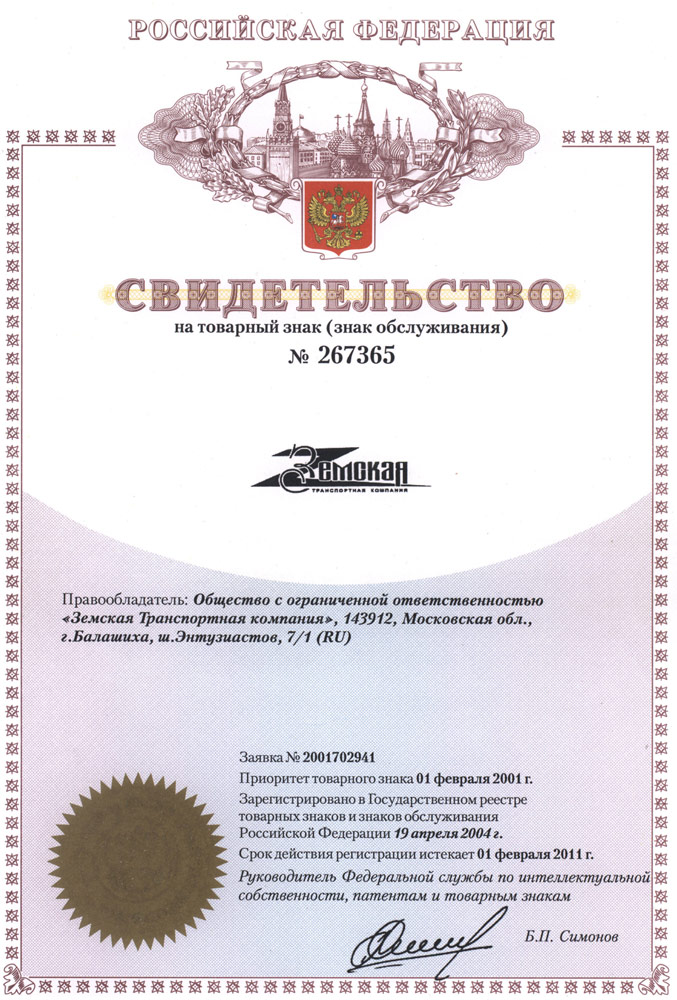 РОССИЙСКАЯ ФЕДЕРАЦИЯ
СВИДЕТЕЛЬСТВО
на товарный знак (знак обслуживания)
№ 267365
Земская
ТРАНСПОРТНАЯ КОМПАНИЯ
Правообладатель: Общество с ограниченной ответственностью
«Земская Транспортная компания», 143912, Московская обл.,
г.Балашиха, ш.Энтузиастов, 7/1 (RU)
Заявка № 2001702941
Приоритет товарного знака 01 февраля 2001 г.
Зарегистрировано в Государственном реестре
товарных знаков и знаков обслуживания
Российской Федерации 19 апреля 2004 г.
Срок действия регистрации истекает 01 февраля 2011 г.
Руководитель Федеральной службы по интеллектуальной
собственности, патентам и товарным знакам
Б.П. Симонов